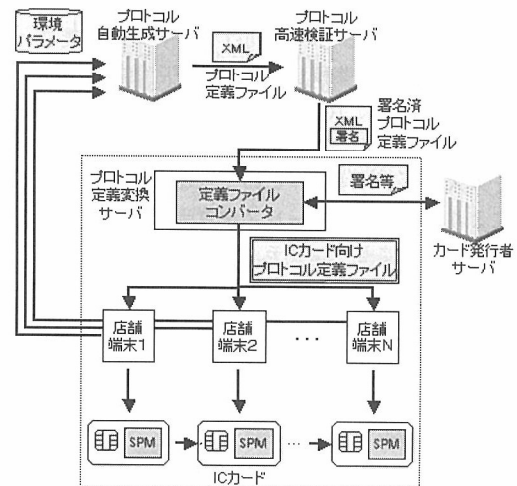 環境
パラメータ
プロトコル
自動生成サーバ
XML
プロトコル
定義ファイル
プロトコル
高速検証サーバ
XML
署名
署名済
プロトコル
定義ファイル
プロトコル
定義変換
サーバ
定義ファイル
コンバータ
署名等
カード発行者
サーバ
ICカード向け
プロトコル定義ファイル
店舗
端末1
店舗
端末2
...
店舗
端末N
SPM
SPM
...
SPM
ICカード